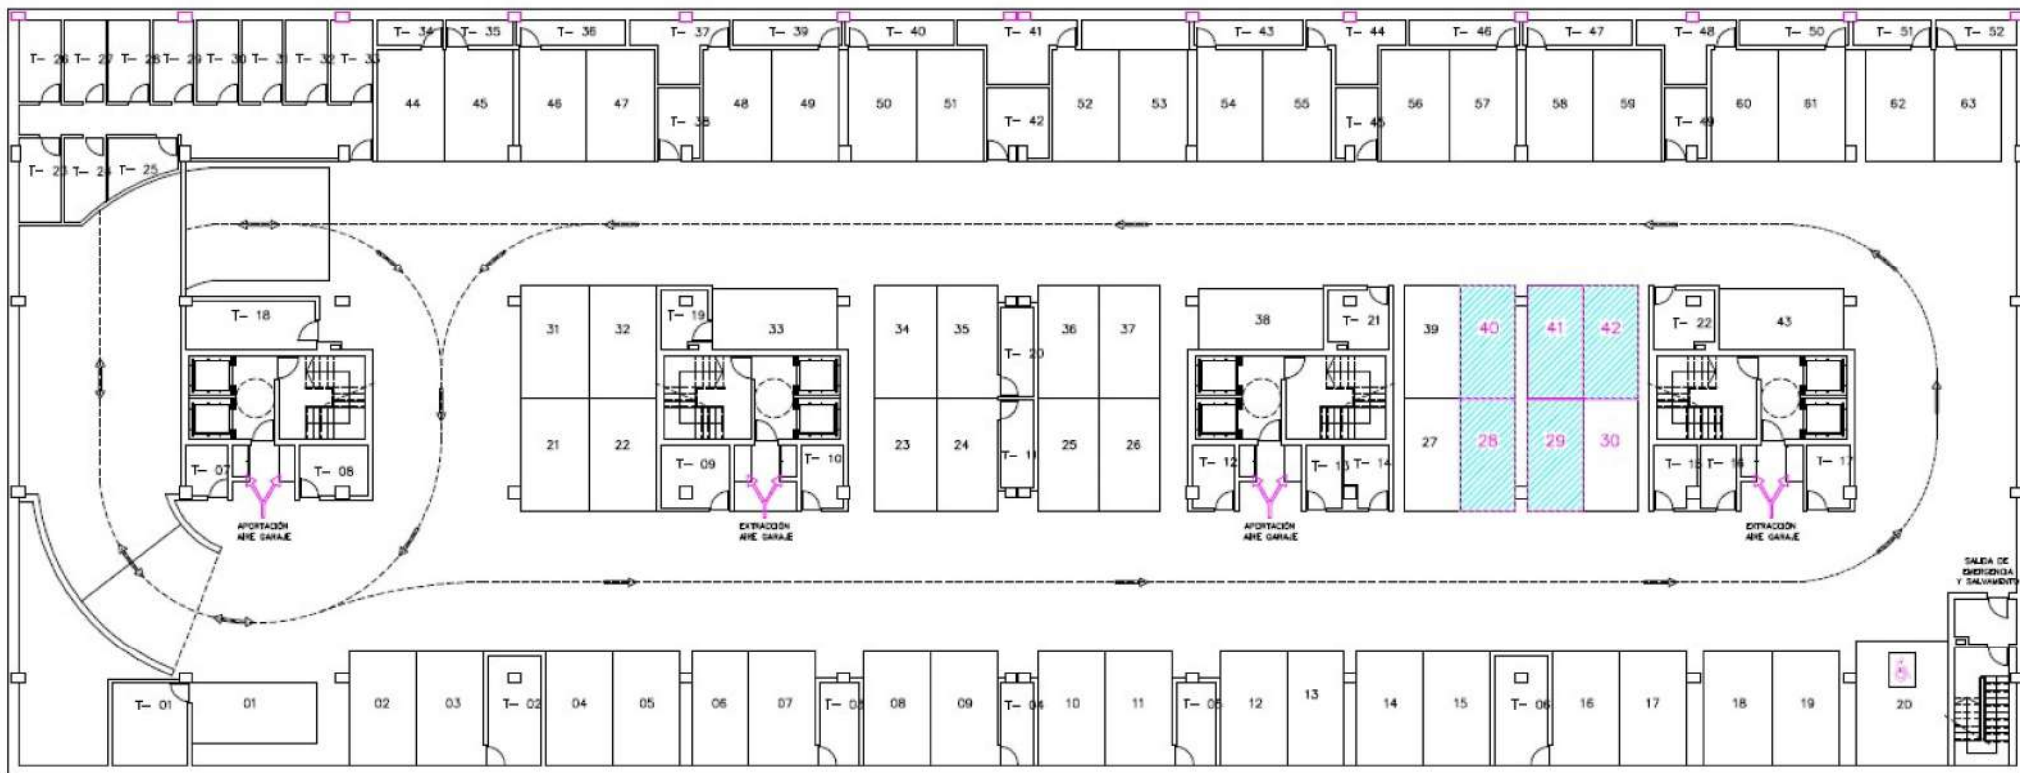 T- 34
T- 35
T- 36
T- 37
T- 39
T- 40
T- 41
T- 43
T- 44
T- 46
T- 47
T- 48
T- 50
T- 51
T- 52
T- 26
T- 27
T- 28
T- 29
T- 30
T- 31
T- 32
T- 33
44
45
46
47
48
49
50
51
52
53
54
55
56
57
58
59
60
61
62
63
T- 38
T- 42
T- 45
T- 49
T- 23
T- 24
T- 25
T- 18
31
32
T- 19
33
34
35
36
37
38
T- 21
39
40
41
42
T- 22
43
T- 20
21
22
23
24
25
26
27
28
29
30
T- 07
T- 08
T- 09
T- 10
T- 11
T- 12
T- 13
T- 14
T- 15
T- 16
T- 17
APORTACIÓN
AIRE GARAJE
EXTRACCIÓN
AIRE GARAJE
APORTACIÓN
AIRE GARAJE
EXTRACCIÓN
AIRE GARAJE
SALIDA DE
EMERGENCIA
Y SALVAMENTO
T- 01
01
02
03
T- 02
04
05
06
07
T- 03
08
09
T- 04
10
11
T- 05
12
13
14
15
T- 06
16
17
18
19
20